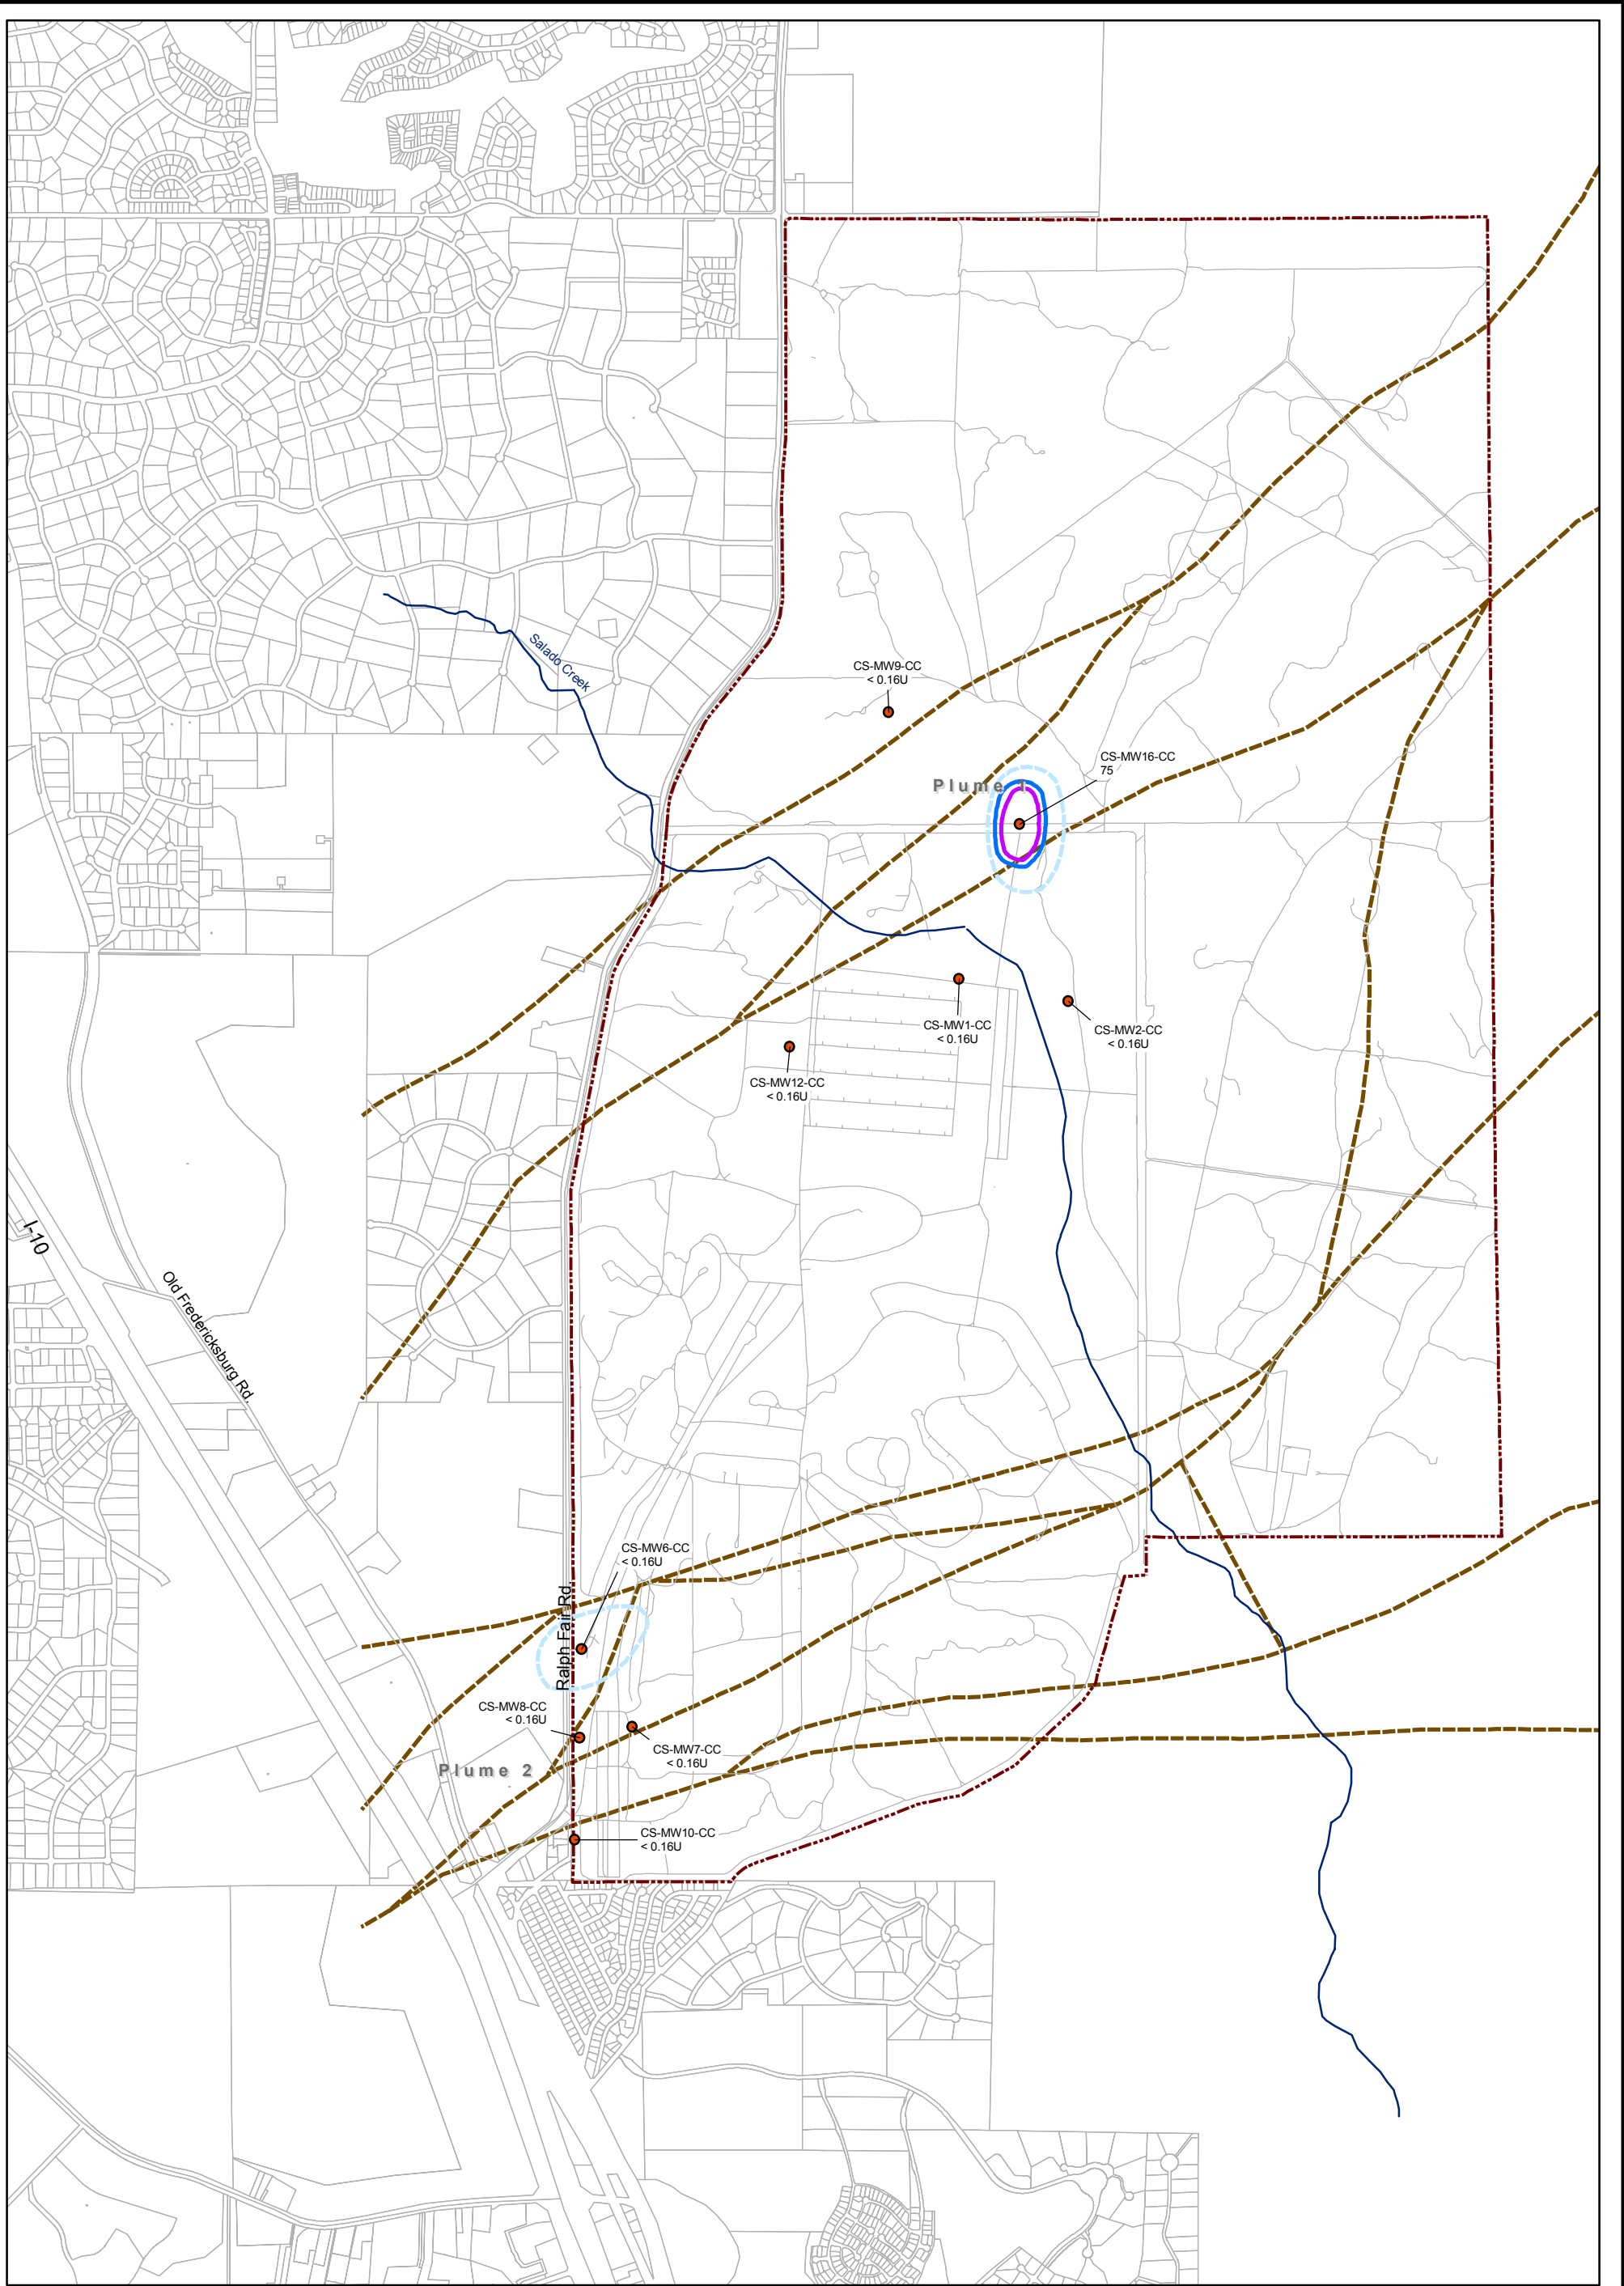 Salado Creek
CS-MW9-CC
< 0.16U
CS-MW16-CC
75
Plume 1
CS-MW1-CC
< 0.16U
CS-MW2-CC
< 0.16U
CS-MW12-CC
< 0.16U
I-10
Old Fredericksburg Rd.
CS-MW6-CC
< 0.16U
Ralph Fair Rd.
CS-MW8-CC
< 0.16U
CS-MW7-CC
< 0.16U
Plume 2
CS-MW10-CC
< 0.16U